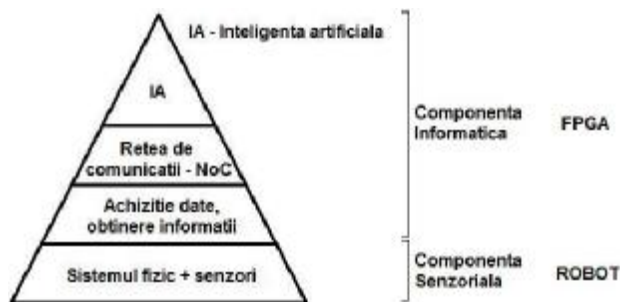 IA - Inteligenta artificiala
IA
Retea de
comunicatii - NoC
Achizitie date,
obtinere informatii
Sistemul fizic + senzori
Componenta
Informatica
FPGA
Componenta
Senzoriala
ROBOT